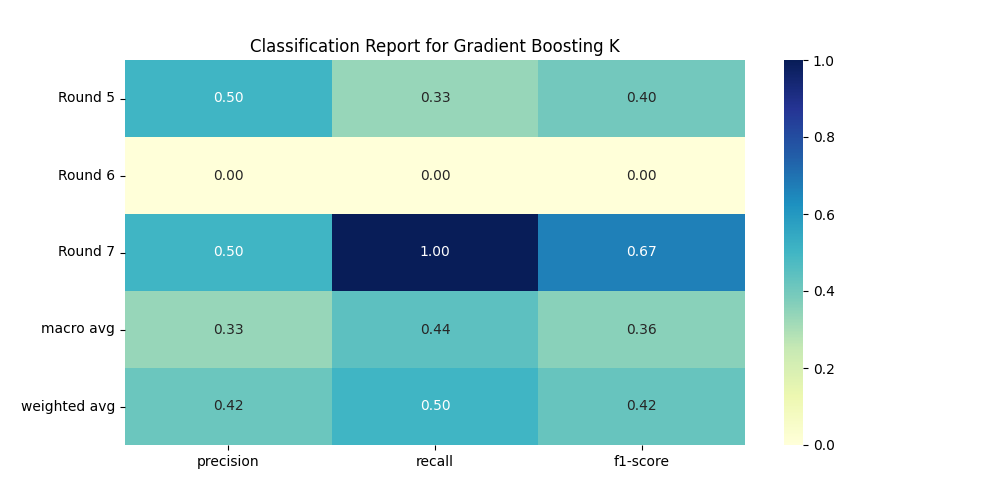 Classification Report for Gradient Boosting K
Round 5 0.50 0.33 0.40
Round 6 0.00 0.00 0.00
Round 7 0.50 1.00 0.67
macro avg 0.33 0.44 0.36
weighted avg 0.42 0.50 0.42
precision recall f1-score
1.0
0.8
0.6
0.4
0.2
0.0